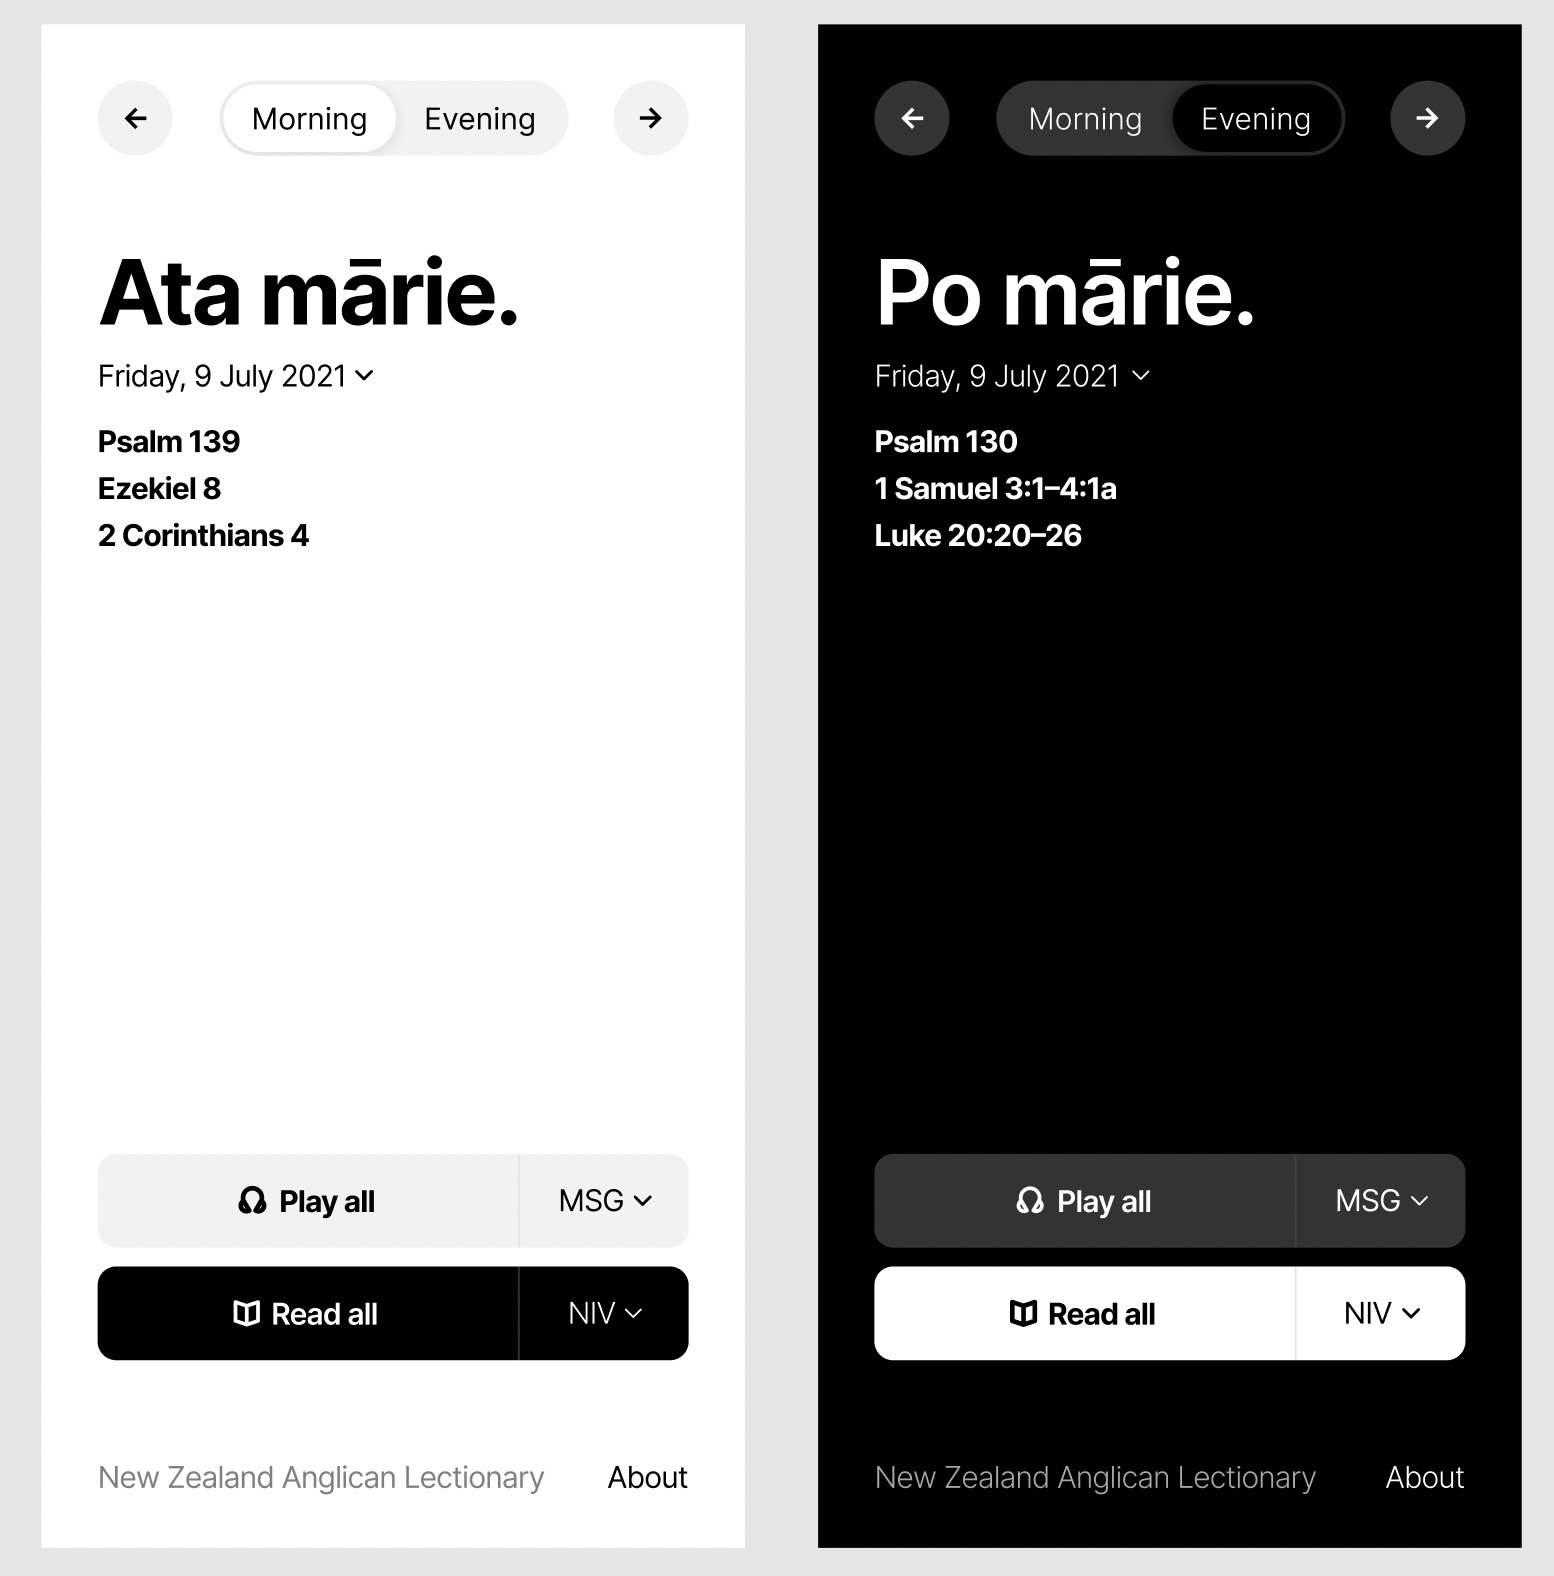 Morning Evening
Ata mārie.
Friday, 9 July 2021
Psalm 139
Ezekiel 8
2 Corinthians 4
Play all MSG
Read all NIV
New Zealand Anglican Lectionary About
Morning Evening
Po mārie.
Friday, 9 July 2021
Psalm 130
1 Samuel 3:1–4:1a
Luke 20:20–26
Play all MSG
Read all NIV
New Zealand Anglican Lectionary About